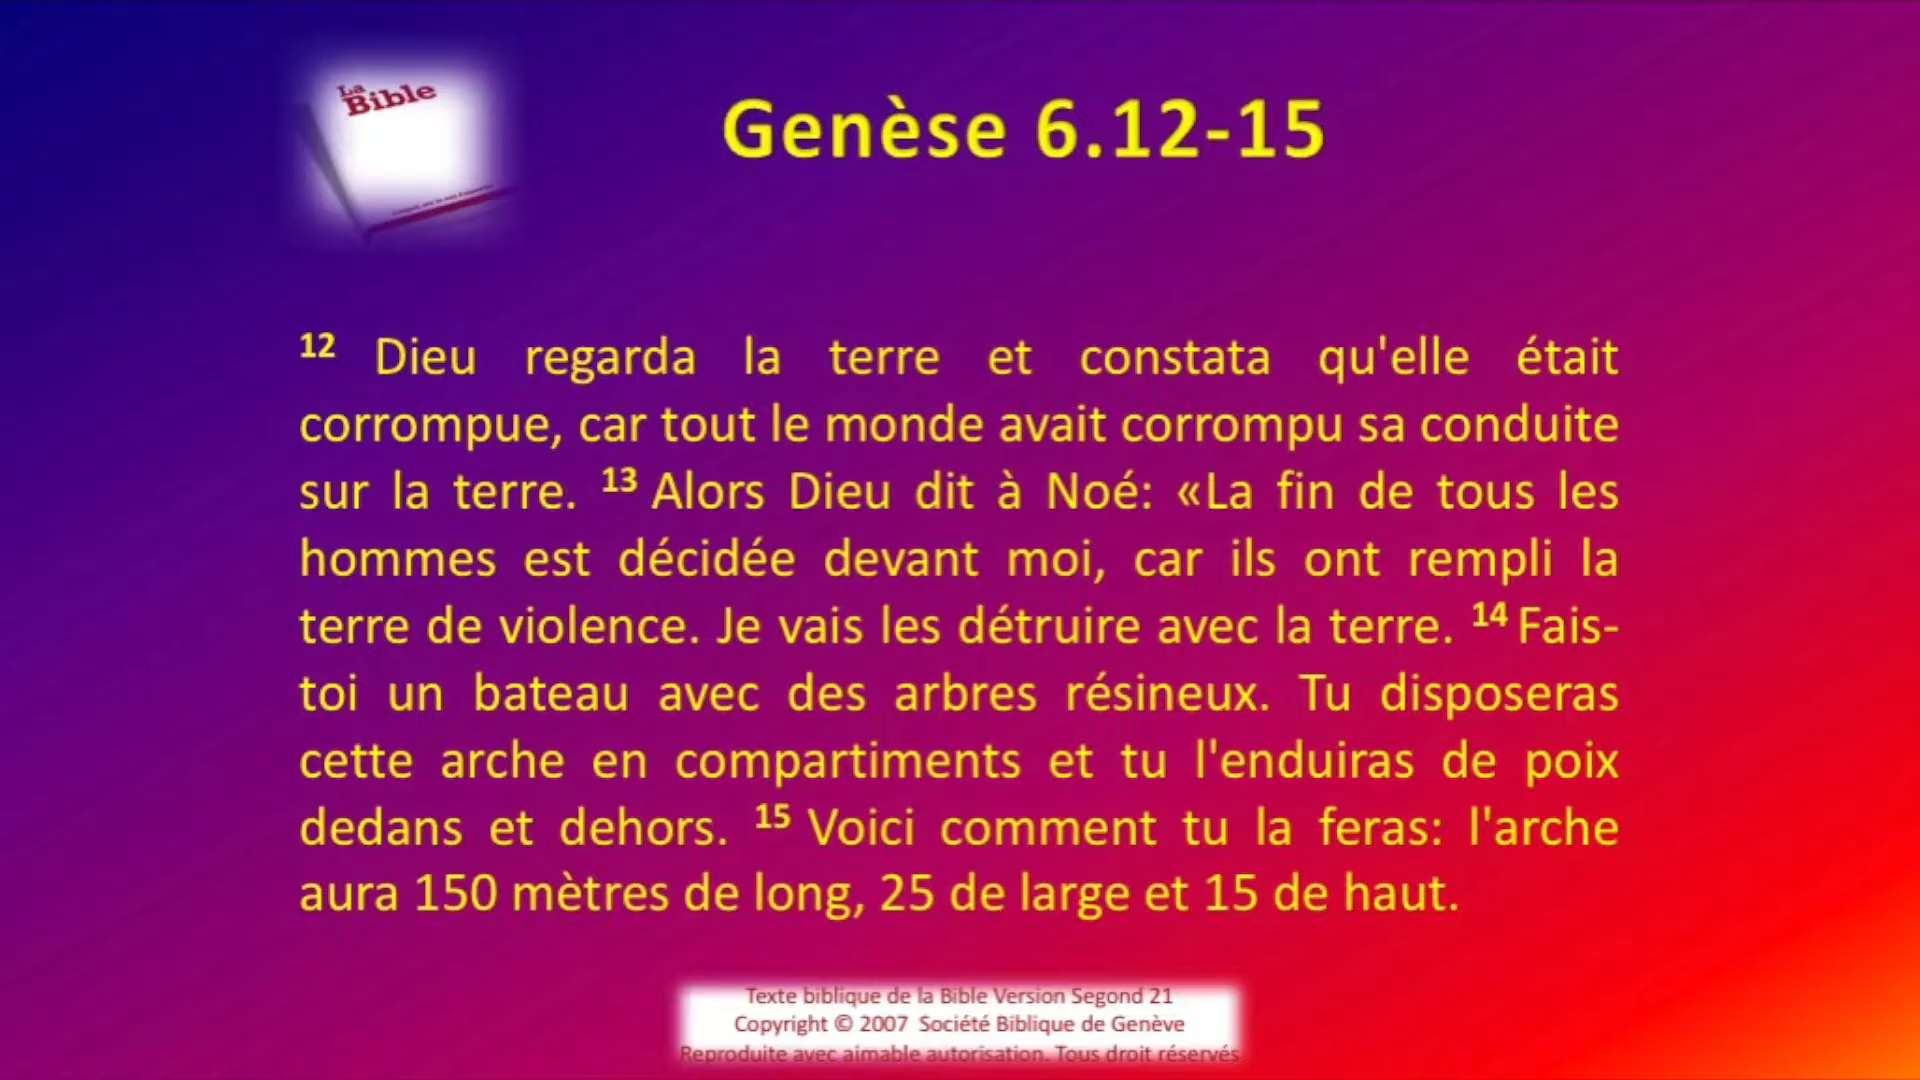 La
Bible
Genèse 6.12-15
12 Dieu regarda la terre et constata qu'elle était
corrompue, car tout le monde avait corrompu sa conduite
sur la terre. 13 Alors Dieu dit à Noé: «La fin de tous les
hommes est décidée devant moi, car ils ont rempli la
terre de violence. Je vais les détruire avec la terre. 14 Fais-
toi un bateau avec des arbres résineux. Tu disposeras
cette arche en compartiments et tu l'enduiras de poix
dedans et dehors. 15 Voici comment tu la feras: l'arche
aura 150 mètres de long, 25 de large et 15 de haut.
Texte biblique de la Bible Version Segond 21
Copyright © 2007 Société Biblique de Genève
Reproduite avec aimable autorisation. Tous droit réservés